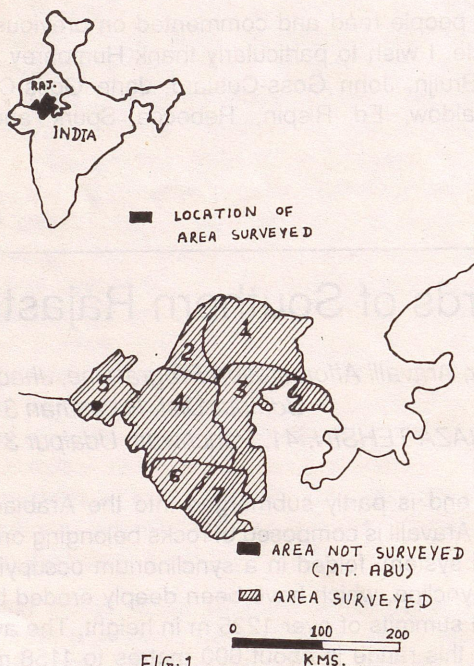 RAJ.
INDIA
LOCATION OF
AREA SURVEYED
1
2
3
5
4
6
7
AREA NOT SURVEYED
(MT. ABU)
AREA SURVEYED
0 100 200
KMS.
FIG. 1